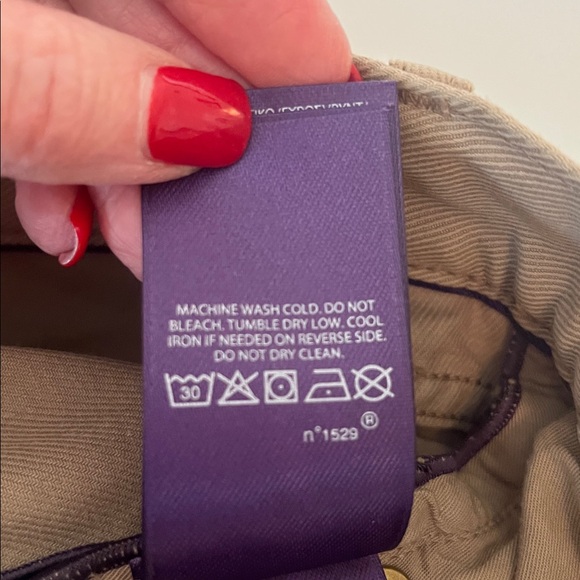 MACHINE WASH COLD. DO NOT
BLEACH. TUMBLE DRY LOW. COOL
IRON IF NEEDED ON REVERSE SIDE.
DO NOT DRY CLEAN.
30
n°1529 ®